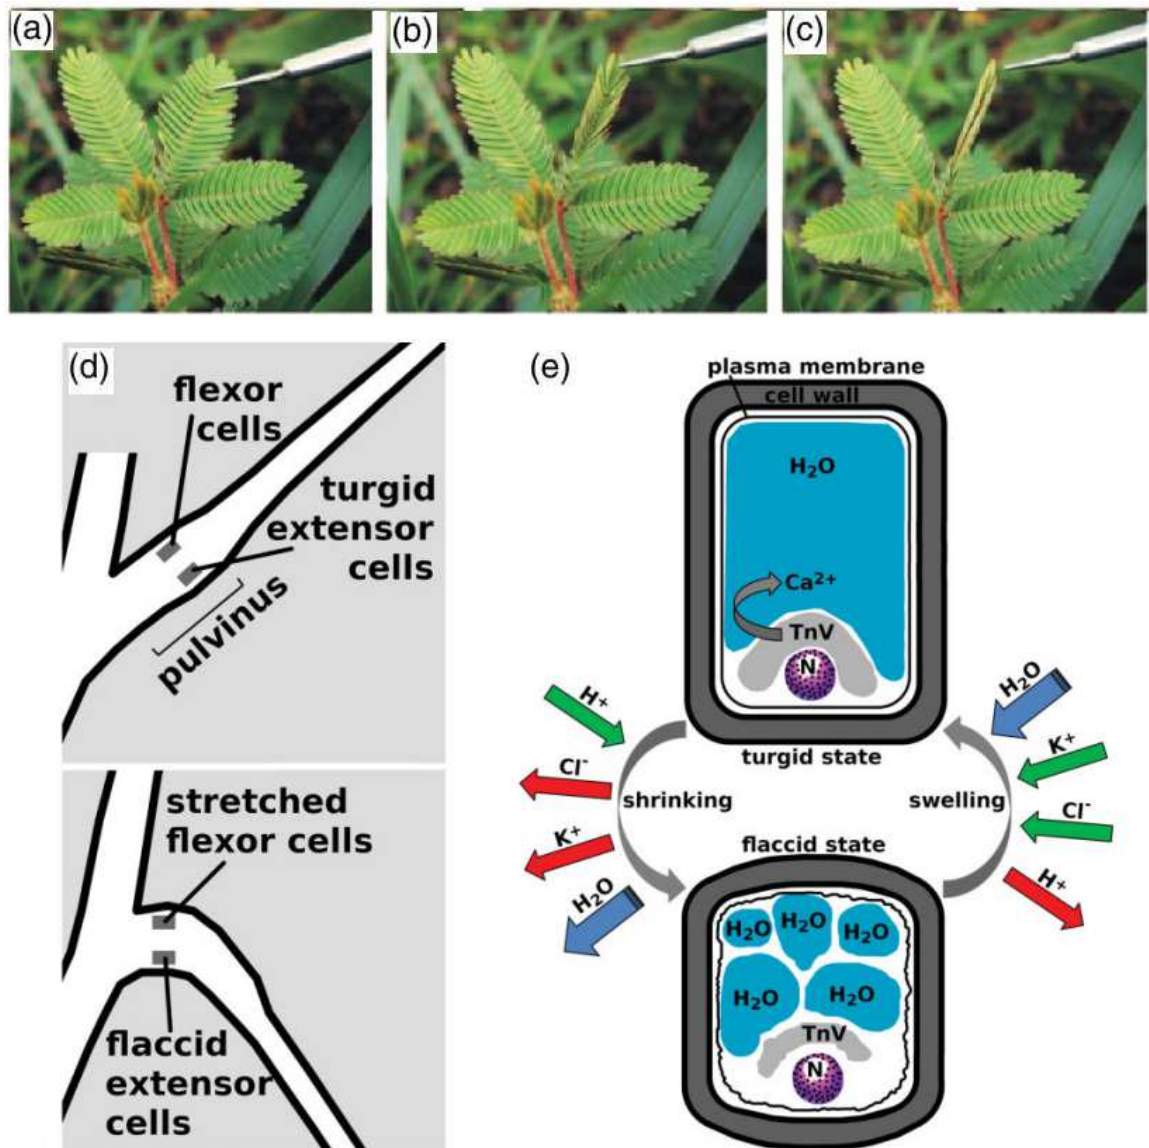 (a)
(b)
(c)
(d)
flexor
cells
turgid
extensor
cells
pulvinus
stretched
flexor cells
flaccid
extensor
cells
(e)
plasma membrane
cell wall
H₂O
Ca²⁺
TnV
N
turgid state
H⁺
Cl⁻
K⁺
H₂O
shrinking
swelling
H₂O
K⁺
Cl⁻
H⁺
flaccid state
H₂O
H₂O
H₂O
H₂O
H₂O
TnV
N